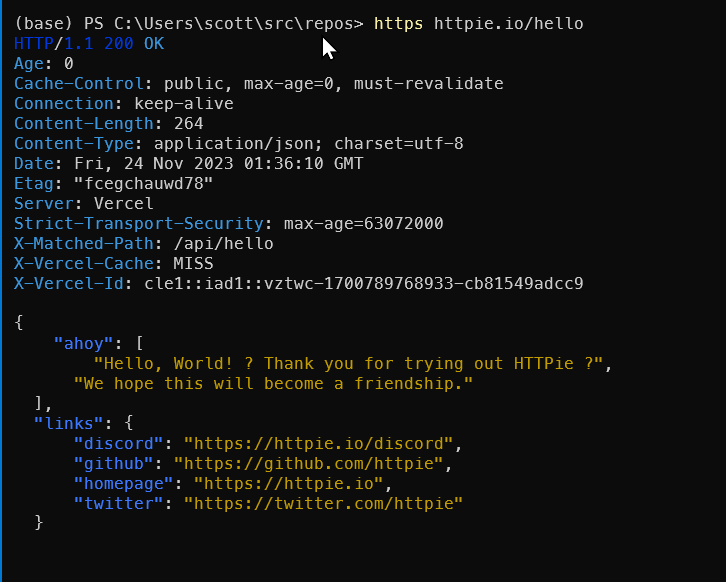 (base) PS C:\Users\scott\src\repos> https httpie.io/hello
HTTP/1.1 200 OK
Age: 0
Cache-Control: public, max-age=0, must-revalidate
Connection: keep-alive
Content-Length: 264
Content-Type: application/json; charset=utf-8
Date: Fri, 24 Nov 2023 01:36:10 GMT
Etag: "fcegchauwd78"
Server: Vercel
Strict-Transport-Security: max-age=63072000
X-Matched-Path: /api/hello
X-Vercel-Cache: MISS
X-Vercel-Id: cle1::iad1::vztwc-1700789768933-cb81549adcc9
{
"ahoy": [
"Hello, World! ? Thank you for trying out HTTPie ?",
"We hope this will become a friendship."
],
"links": {
"discord": "https://httpie.io/discord",
"github": "https://github.com/httpie",
"homepage": "https://httpie.io",
"twitter": "https://twitter.com/httpie"
}